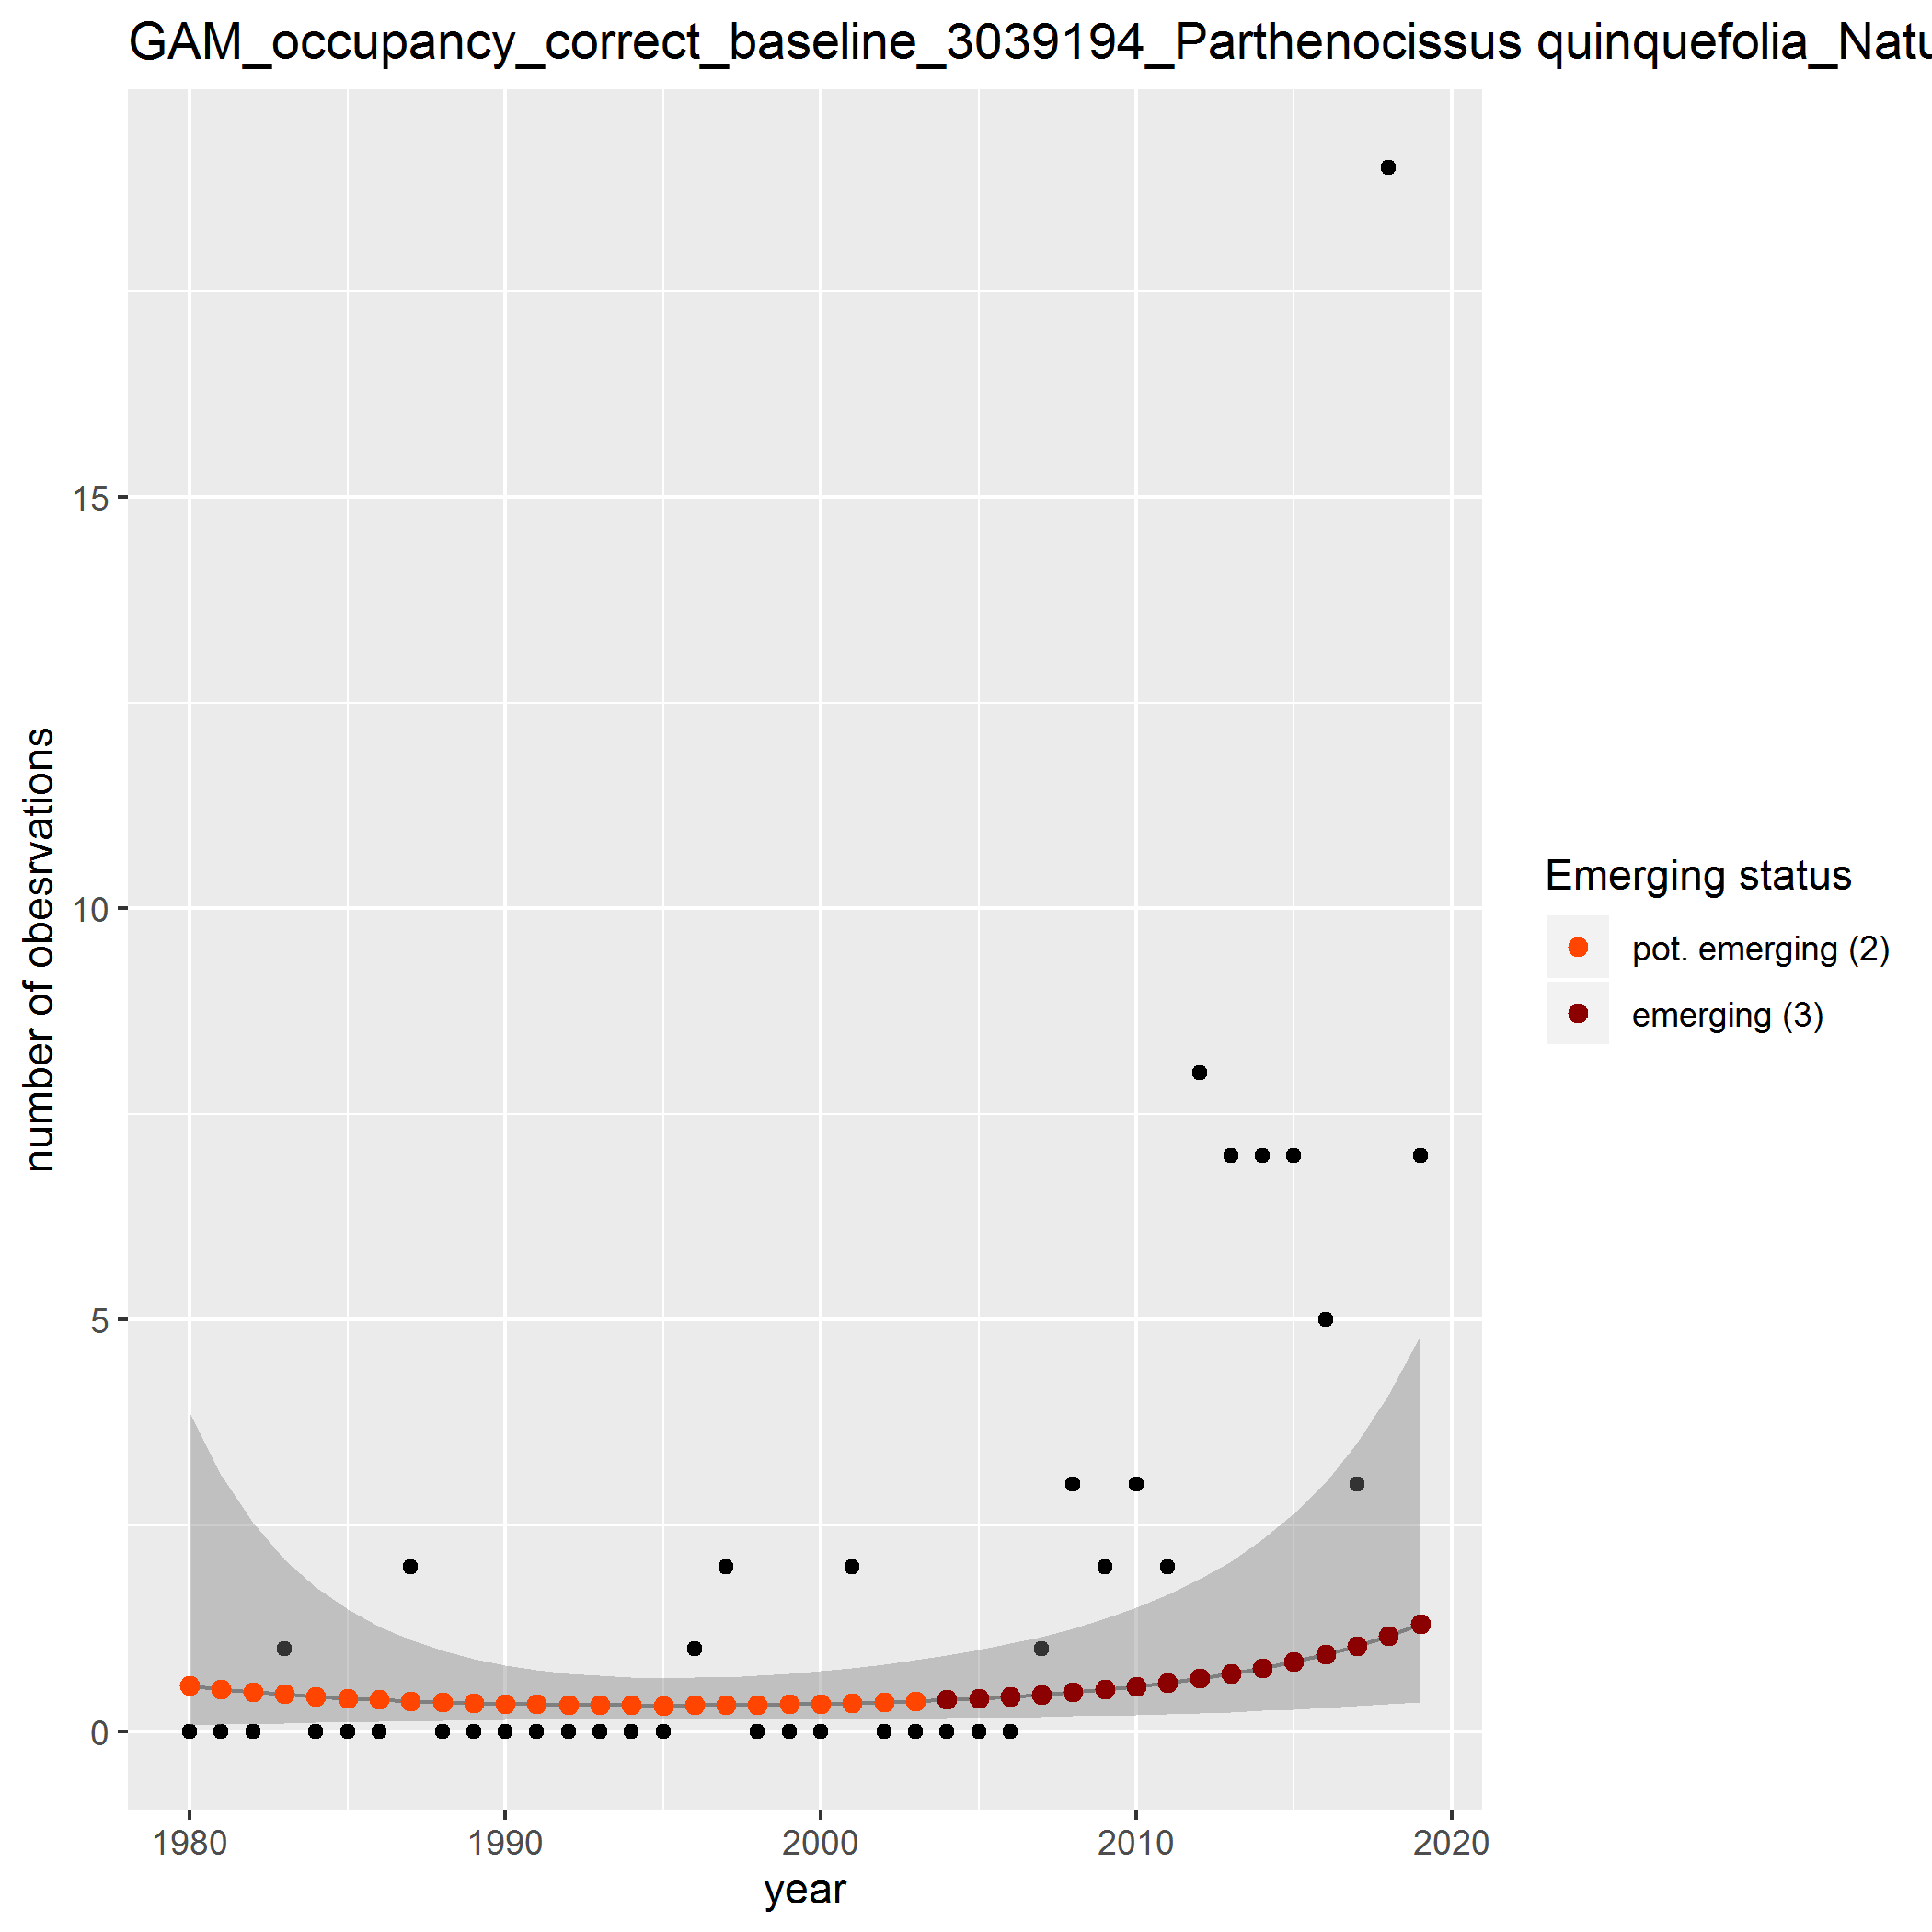 GAM_occupancy_correct_baseline_3039194_Parthenocissus quinquefolia_Natu
number of obesrvations
15
10
5
0
1980
1990
2000
2010
2020
year
Emerging status
pot. emerging (2)
emerging (3)